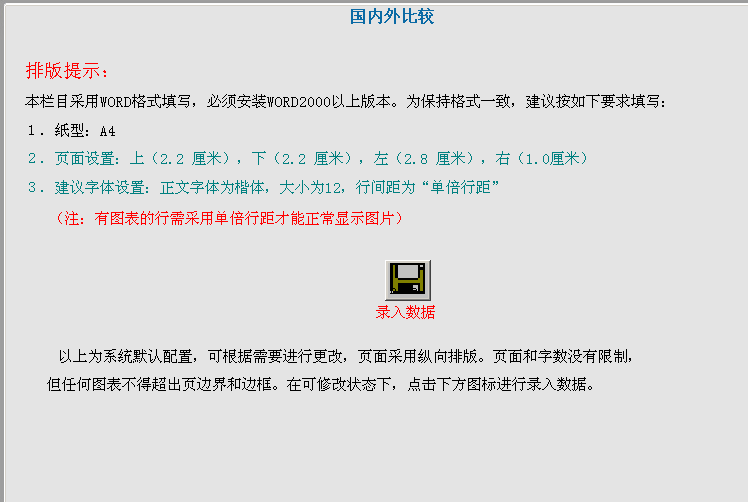 国内外比较
排版提示：
本栏目采用WORD格式填写，必须安装WORD2000以上版本。为保持格式一致，建议按如下要求填写：
１．纸型：A4
２．页面设置：上（2.2 厘米），下（2.2 厘米），左（2.8 厘米），右（1.0厘米）
３．建议字体设置：正文字体为楷体，大小为12，行间距为“单倍行距”
（注：有图表的行需采用单倍行距才能正常显示图片）
录入数据
以上为系统默认配置，可根据需要进行更改，页面采用纵向排版。页面和字数没有限制，
但任何图表不得超出页边界和边框。在可修改状态下，点击下方图标进行录入数据。